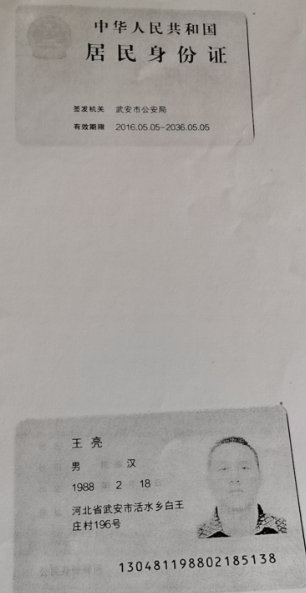 中华人民共和国
居民身份证
签发机关 武安市公安局
有效期限 2016.05.05-2036.05.05
王亮
男 汉
1988 2 18
河北省武安市活水乡白王
庄村196号
130481198802185138